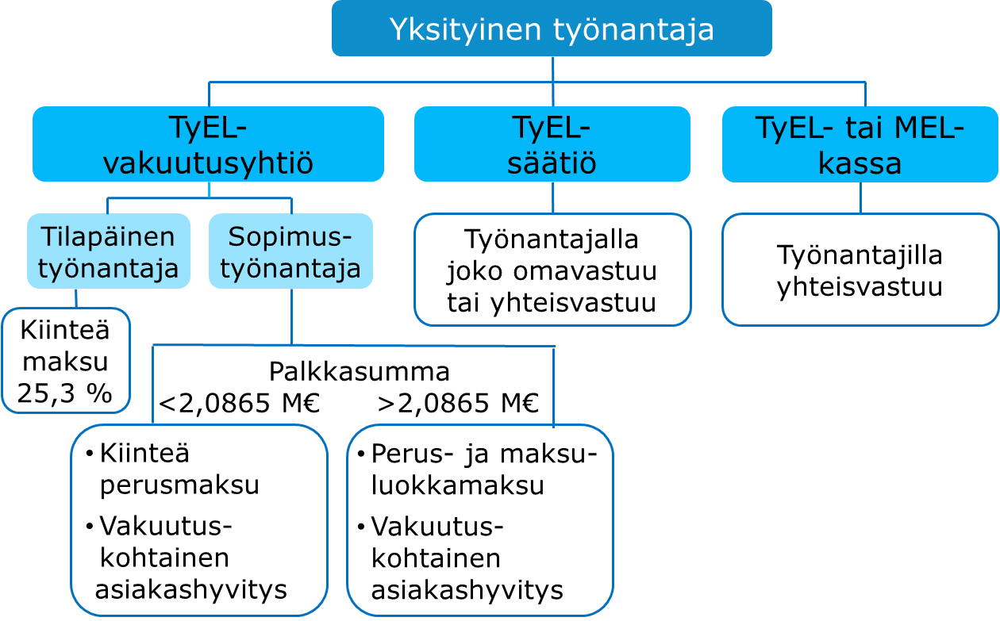 Yksityinen työnantaja
TyEL-
vakuutusyhtiö
TyEL-
säätiö
TyEL- tai MEL-
kassa
Tilapäinen
työnantaja
Sopimus-
työnantaja
Työnantajalla
joko omavastuu
tai yhteisvastuu
Työnantajilla
yhteisvastuu
Kiinteä
maksu
25,3 %
Palkkasumma
<2,0865 M€ >2,0865 M€
• Kiinteä
perusmaksu
• Vakuutus-
kohtainen
asiakashyvitys
• Perus- ja maksu-
luokkamaksu
• Vakuutus-
kohtainen
asiakashyvitys